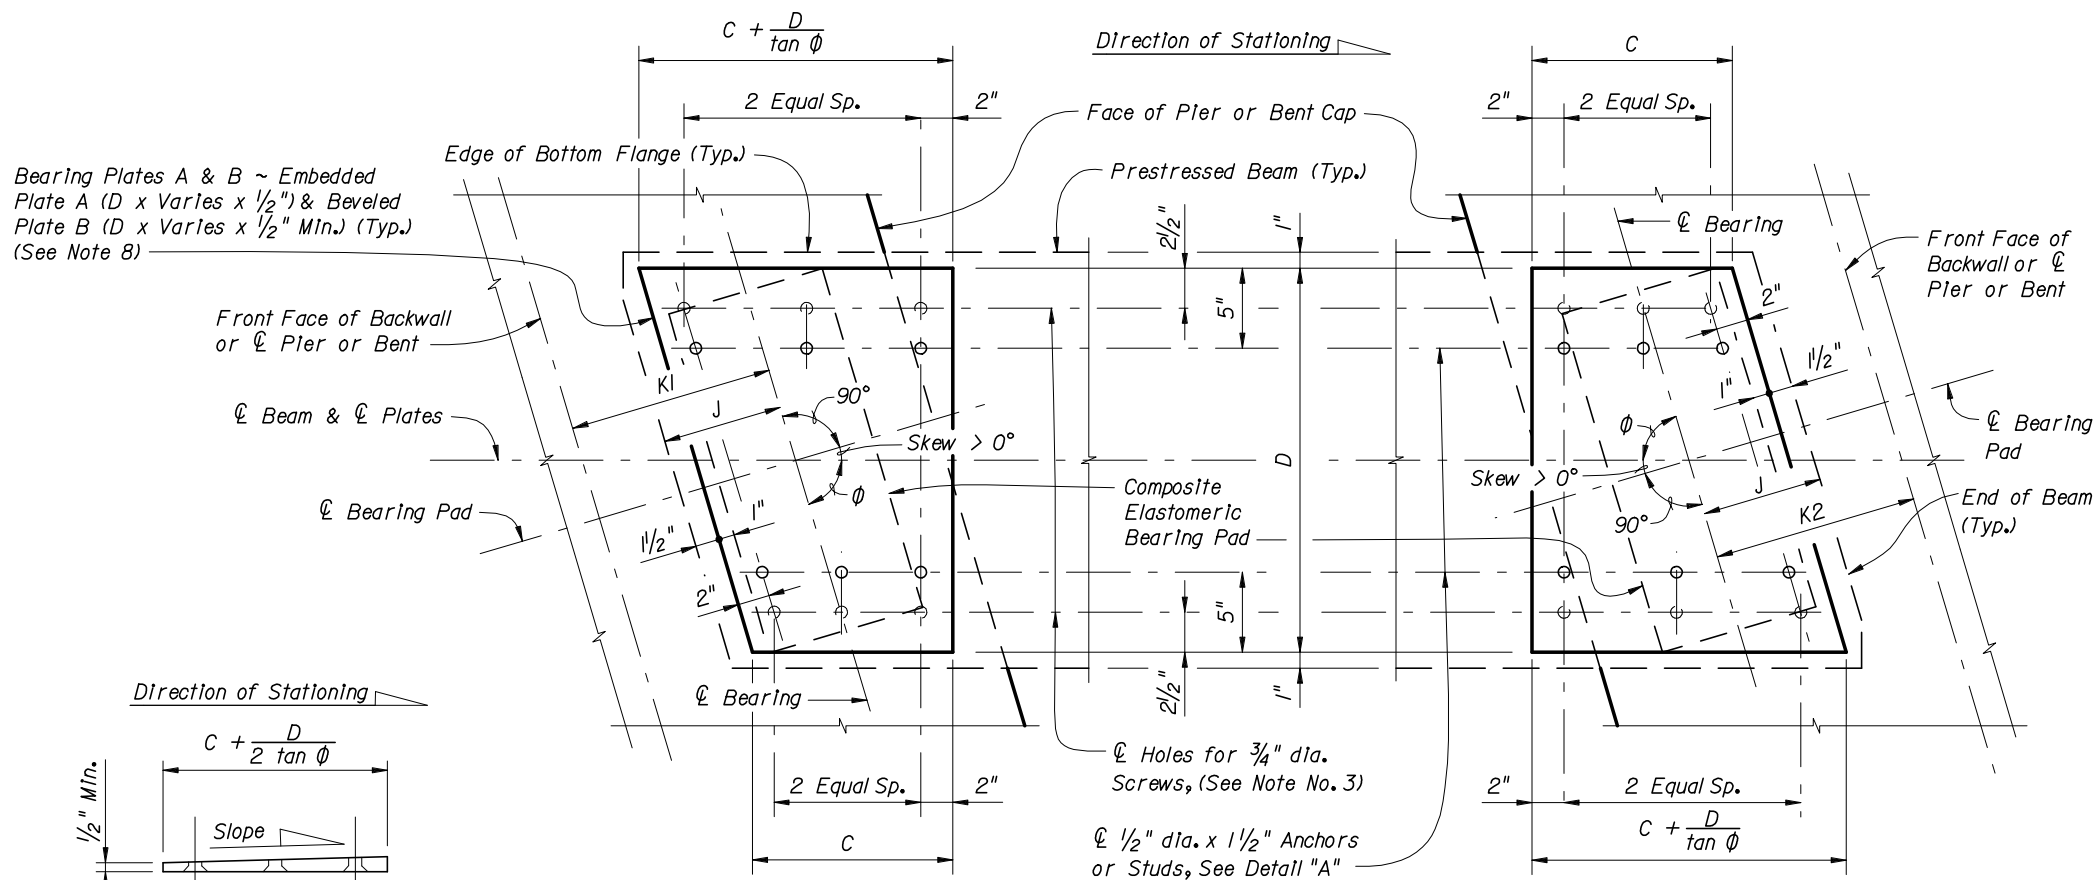 C + D
tan ϕ
Direction of Stationing
C
2 Equal Sp.
2"
2"
2 Equal Sp.
Face of Pier or Bent Cap
Edge of Bottom Flange (Typ.)
Prestressed Beam (Typ.)
Bearing Plates A & B ~ Embedded
Plate A (D x Varies x 1/2") & Beveled
Plate B (D x Varies x 1/2" Min.) (Typ.)
(See Note 8)
2 1/2"
1"
℄ Bearing
Front Face of
Backwall or ℄
Pier or Bent
Front Face of Backwall
or ℄ Pier or Bent
5"
2"
K1
J
90°
1 1/2"
1"
℄ Beam & ℄ Plates
Skew > 0°
ϕ
D
ϕ
Skew > 0°
℄ Bearing
Pad
℄ Bearing Pad
1 1/2"
1"
Composite
Elastomeric
Bearing Pad
90°
J
K2
End of Beam
(Typ.)
2"
5"
2 1/2"
1"
℄ Bearing
Direction of Stationing
C + D
2 tan ϕ
1/2" Min.
Slope
℄ Holes for 3/4" dia.
Screws, (See Note No. 3)
2 Equal Sp.
2"
2"
2 Equal Sp.
C
℄ 1/2" dia. x 1 1/2" Anchors
or Studs, See Detail "A"
C + D
tan ϕ